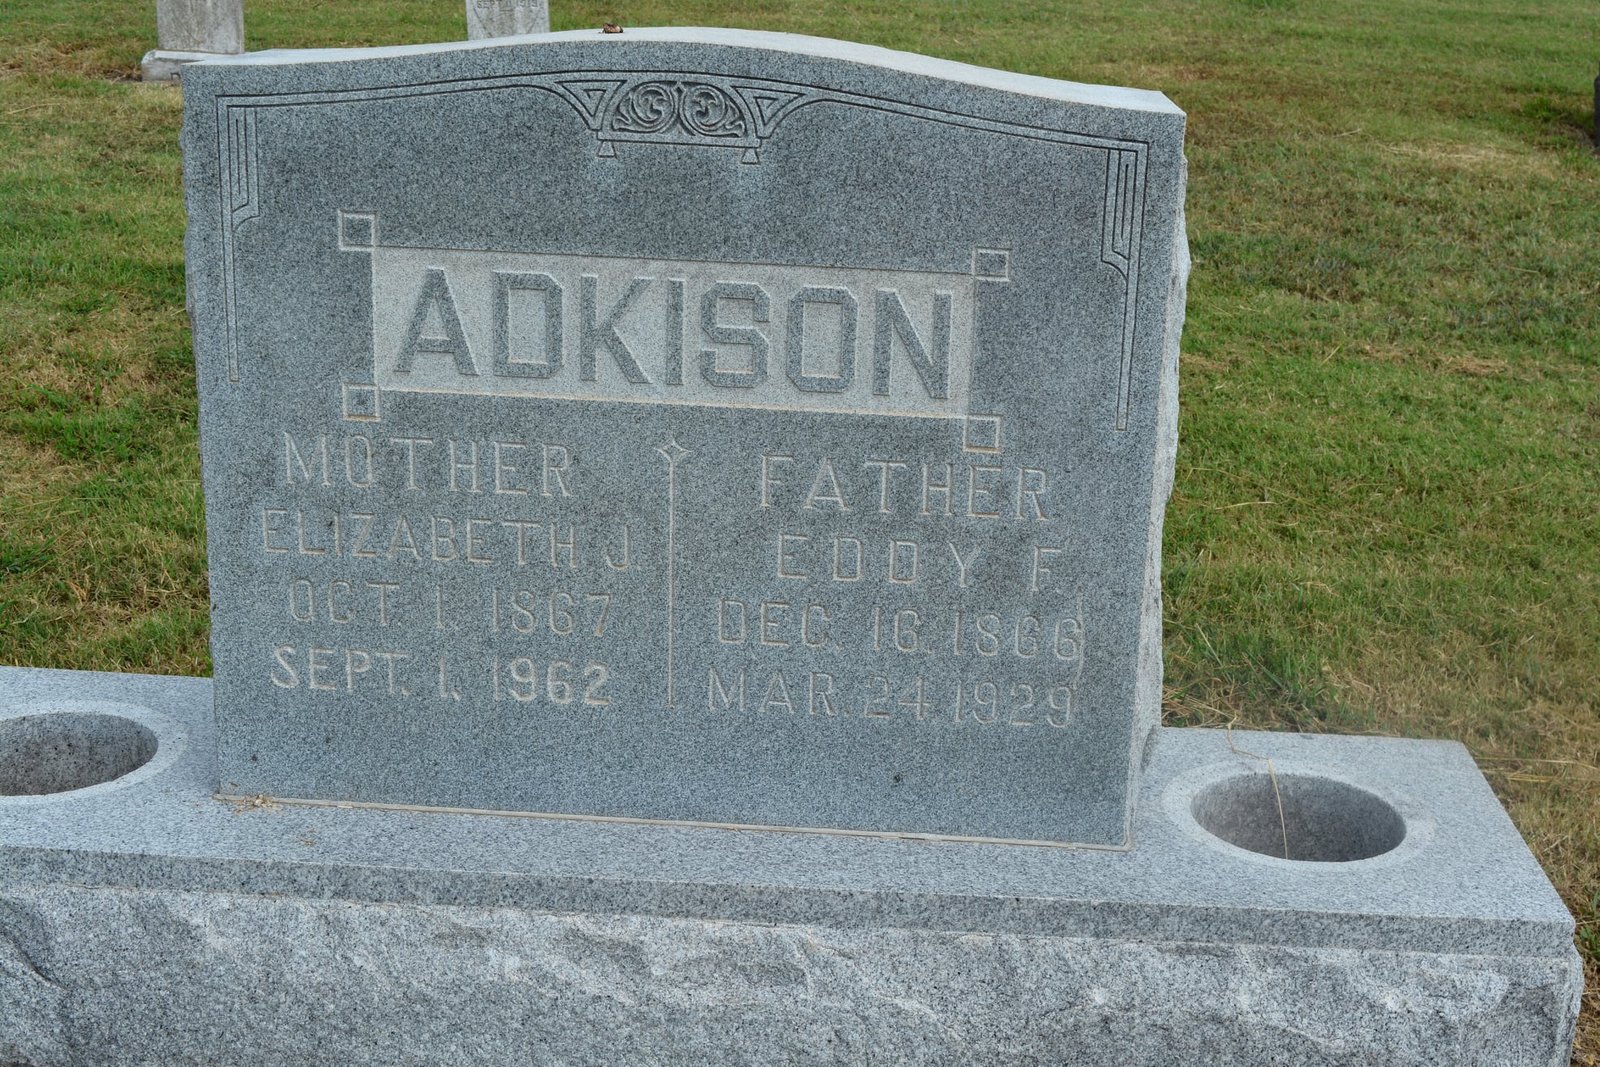 ADKISON
MOTHER
ELIZABETH J.
OCT. 1, 1867
SEPT. 1, 1962
FATHER
EDDY F.
DEC. 16, 1866
MAR. 24, 1929